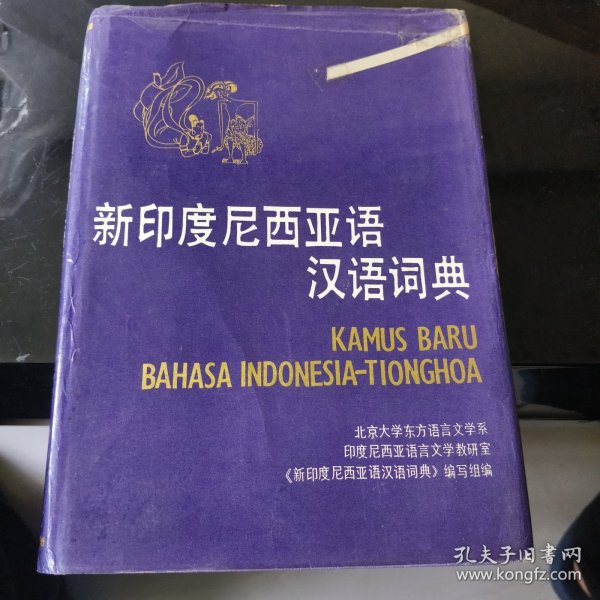 新印度尼西亚语
汉语词典
KAMUS BARU
BAHASA INDONESIA-TIONGHOA
北京大学东方语言文学系
印度尼西亚语言文学教研室
《新印度尼西亚语汉语词典》编写组编
孔夫子旧书网
www.kongfz.com